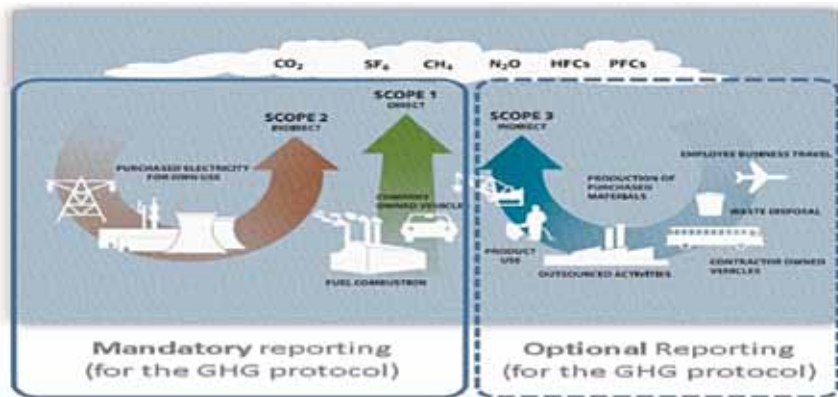 CO₂ SF₆ CH₄ N₂O HFCs PFCs
SCOPE 2
INDIRECT
PURCHASED ELECTRICITY
FOR OWN USE
SCOPE 1
DIRECT
COMPANY
OWNED VEHICLE
FUEL COMBUSTION
SCOPE 3
INDIRECT
PRODUCT
USE
PRODUCTION OF
PURCHASED
MATERIALS
OUTSOURCED ACTIVITIES
EMPLOYEE BUSINESS TRAVEL
WASTE DISPOSAL
CONTRACTOR OWNED
VEHICLES
Mandatory reporting
(for the GHG protocol)
Optional Reporting
(for the GHG protocol)